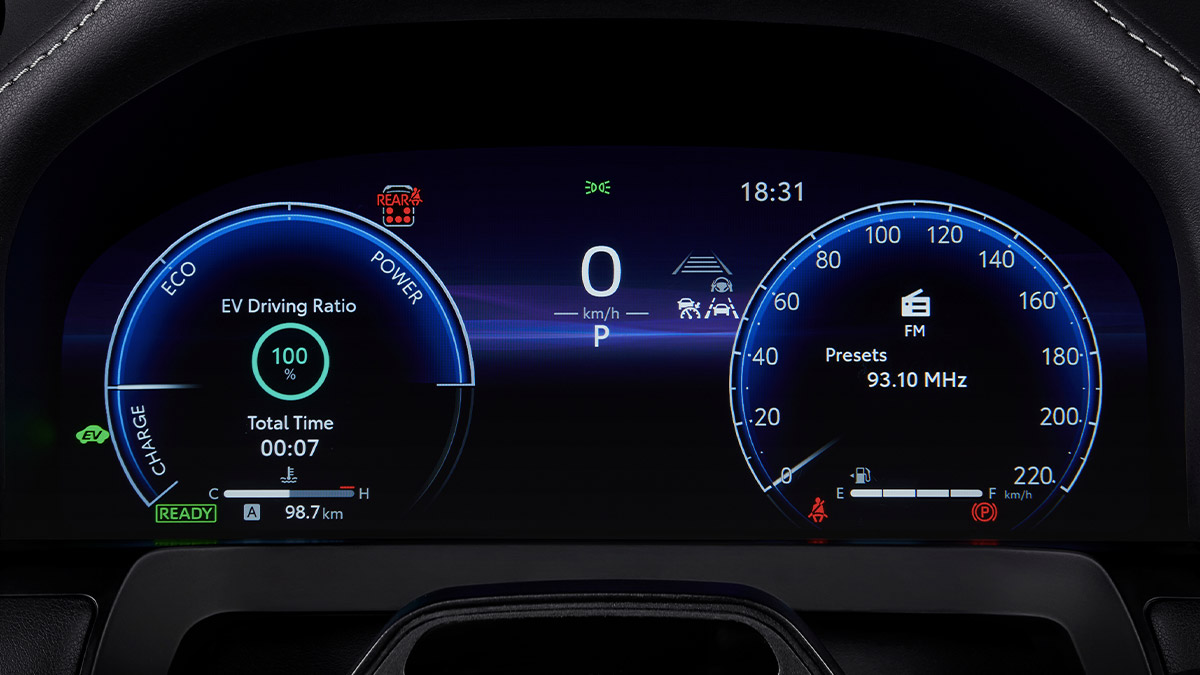 REAR
18:31
ECO
POWER
CHARGE
EV Driving Ratio
100
%
Total Time
00:07
C
H
EV
READY
A
98.7 km
0
km/h
P
0
20
40
60
80
100
120
140
160
180
200
220
km/h
FM
Presets
93.10 MHz
E
F
P